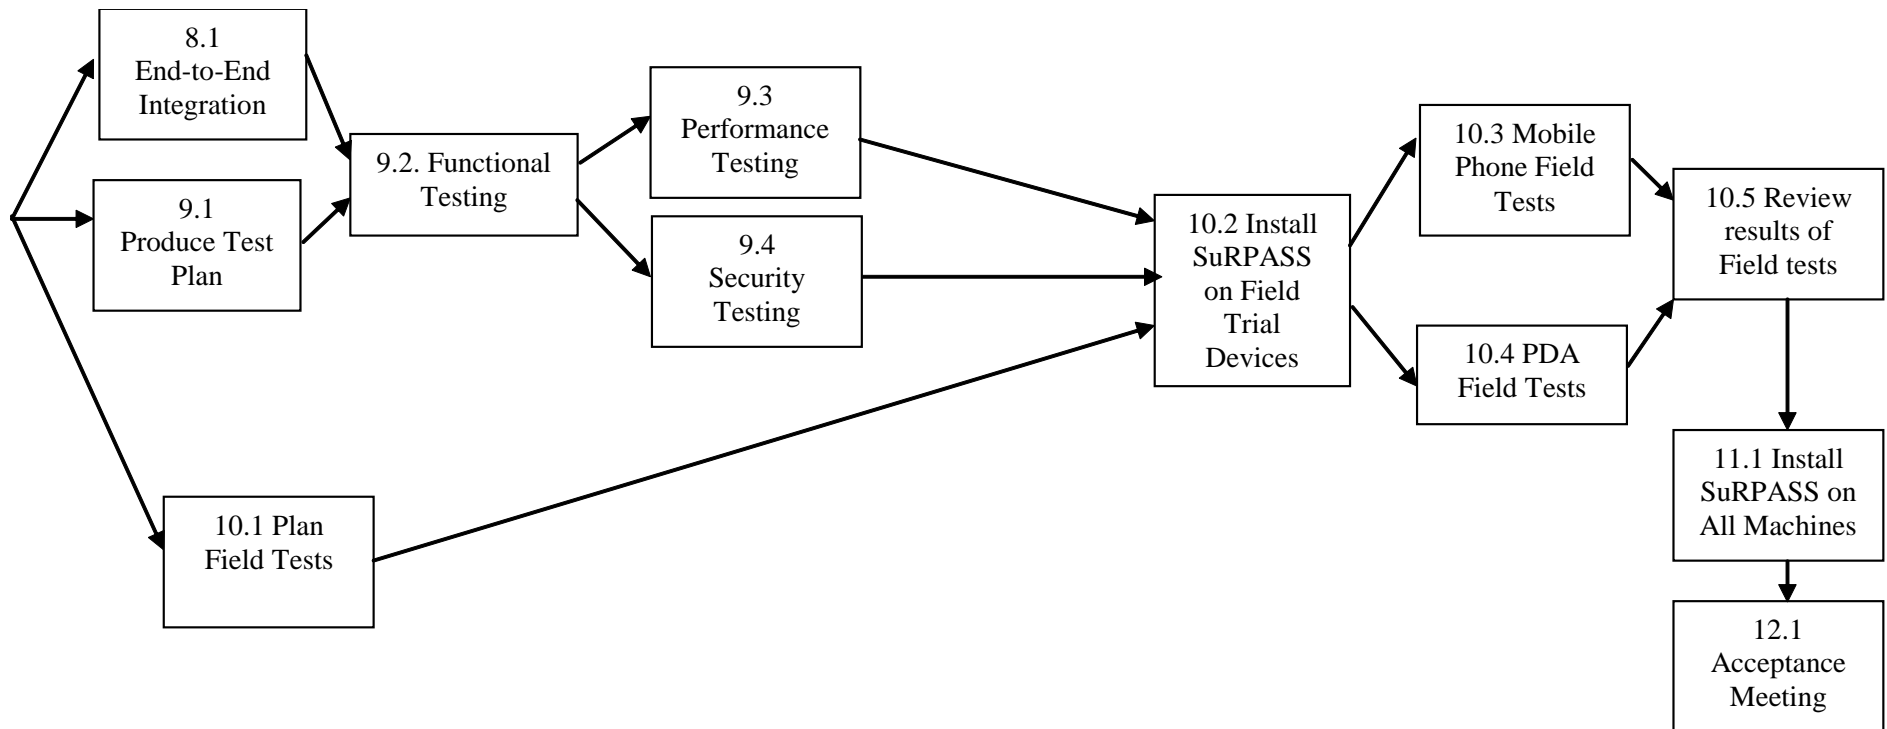 8.1
End-to-End
Integration
9.1
Produce Test
Plan
10.1 Plan
Field Tests
9.2. Functional
Testing
9.3
Performance
Testing
9.4
Security
Testing
10.2 Install
SuRPASS
on Field
Trial
Devices
10.3 Mobile
Phone Field
Tests
10.4 PDA
Field Tests
10.5 Review
results of
Field tests
11.1 Install
SuRPASS on
All Machines
12.1
Acceptance
Meeting